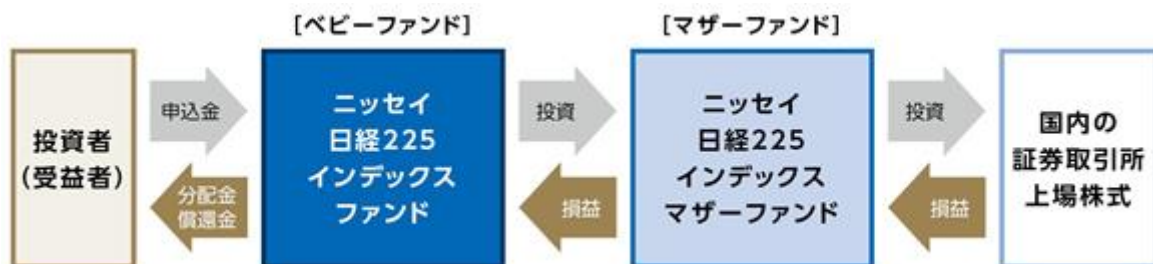 [ベビーファンド]
[マザーファンド]
投資者
(受益者)
申込金
分配金
償還金
ニッセイ
日経225
インデックス
ファンド
投資
損益
ニッセイ
日経225
インデックス
マザーファンド
投資
損益
国内の
証券取引所
上場株式